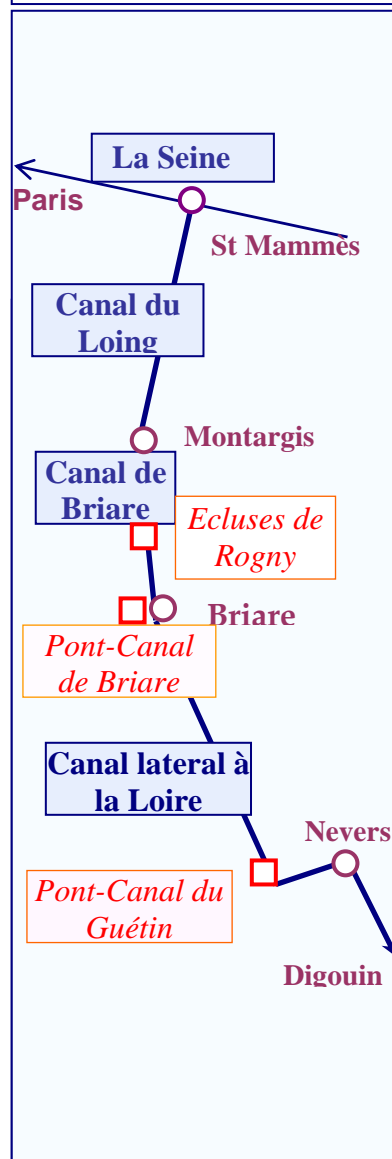 La Seine
Paris
St Mammès
Canal du
Loing
Montargis
Canal de
Briare
Ecluses de
Rogny
Briare
Pont-Canal
de Briare
Canal lateral à
la Loire
Nevers
Pont-Canal du
Guétin
Digouin